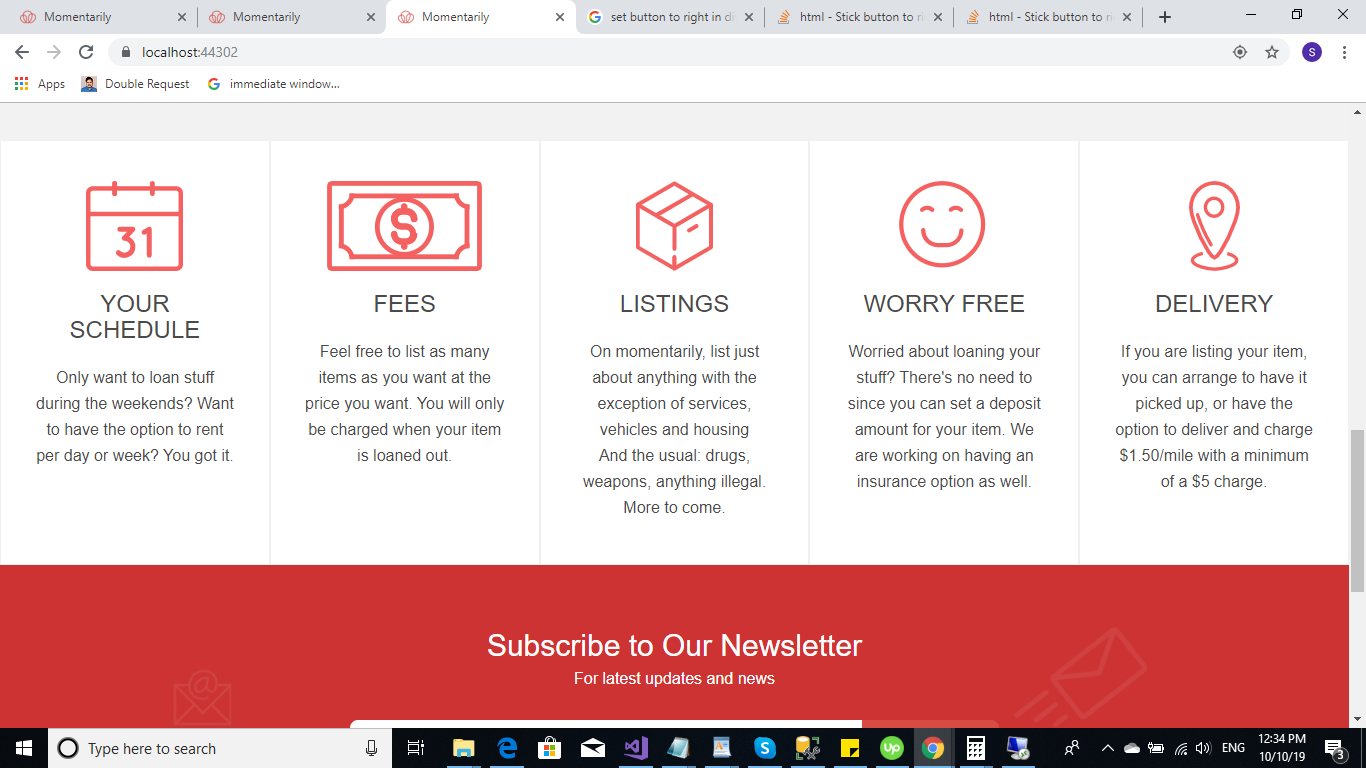 Momentarily
Momentarily
Momentarily
set button to right in di
html - Stick button to ri
html - Stick button to ri
localhost:44302
S
Apps
Double Request
immediate window...
31
$
YOUR
SCHEDULE
Only want to loan stuff
during the weekends? Want
to have the option to rent
per day or week? You got it.
FEES
Feel free to list as many
items as you want at the
price you want. You will only
be charged when your item
is loaned out.
LISTINGS
On momentarily, list just
about anything with the
exception of services,
vehicles and housing
And the usual: drugs,
weapons, anything illegal.
More to come.
WORRY FREE
Worried about loaning your
stuff? There's no need to
since you can set a deposit
amount for your item. We
are working on having an
insurance option as well.
DELIVERY
If you are listing your item,
you can arrange to have it
picked up, or have the
option to deliver and charge
$1.50/mile with a minimum
of a $5 charge.
Subscribe to Our Newsletter
For latest updates and news
@
Type here to search
S
up
ENG
12:34 PM
10/10/19
3